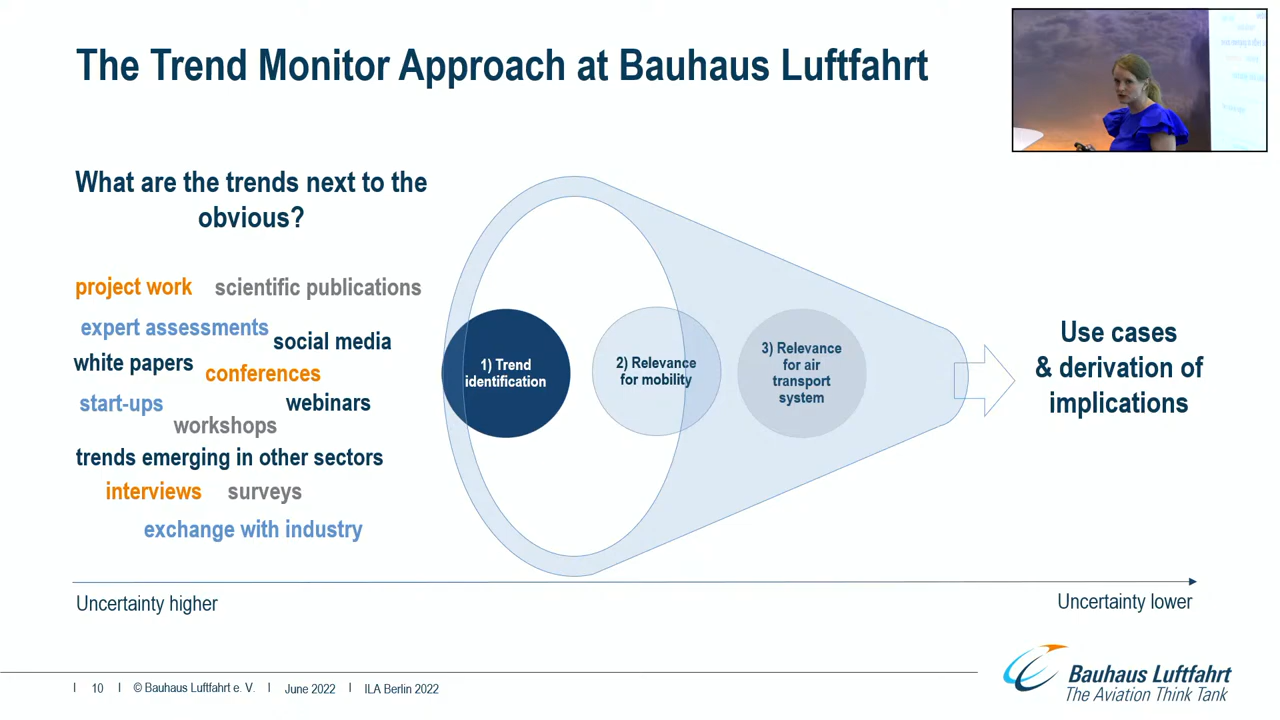 The Trend Monitor Approach at Bauhaus Luftfahrt
What are the trends next to the
obvious?
project work
scientific publications
expert assessments
social media
white papers
conferences
start-ups
webinars
workshops
trends emerging in other sectors
interviews
surveys
exchange with industry
1) Trend
identification
2) Relevance
for mobility
3) Relevance
for air
transport
system
Use cases
& derivation of
implications
Uncertainty higher
Uncertainty lower
10
© Bauhaus Luftfahrt e. V.
June 2022
ILA Berlin 2022
Bauhaus Luftfahrt
The Aviation Think Tank